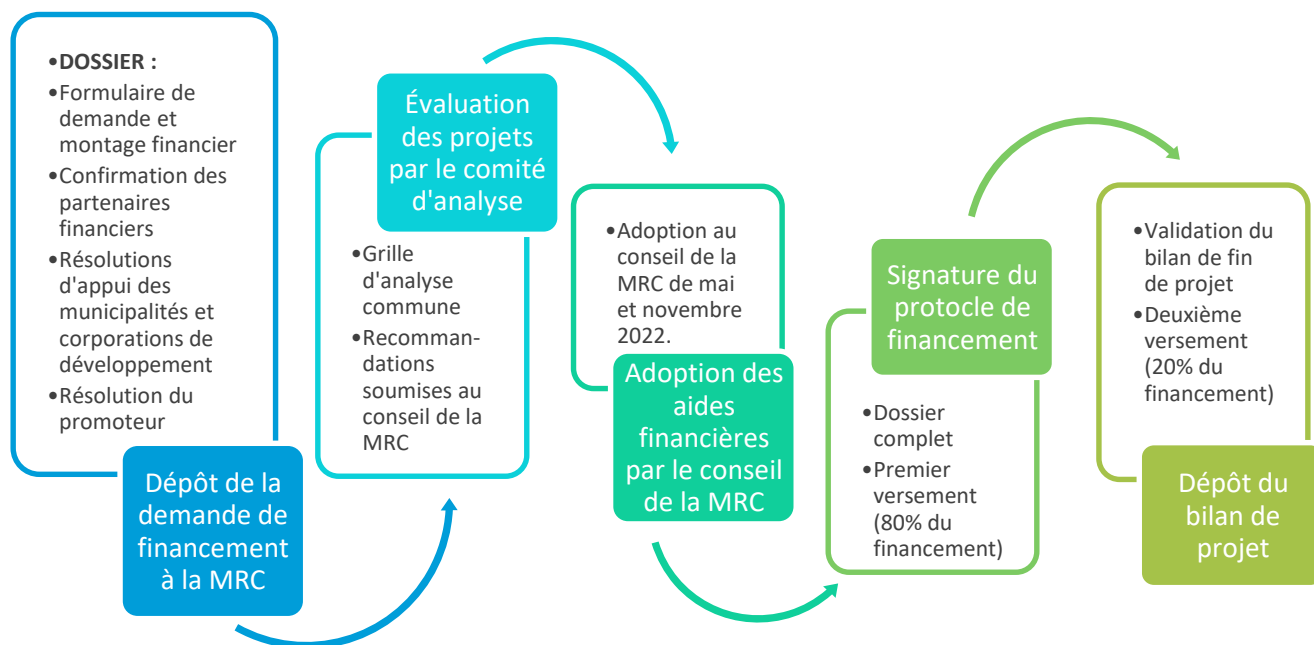 •DOSSIER :
•Formulaire de
demande et
montage financier
•Confirmation des
partenaires
financiers
•Résolutions
d'appui des
municipalités et
corporations de
développement
•Résolution du
promoteur
Dépôt de la
demande de
financement
à la MRC
Évaluation
des projets
par le comité
d'analyse
•Grille
d'analyse
commune
•Recomman-
dations
soumises au
conseil de la
MRC
•Adoption au
conseil de la
MRC de mai
et novembre
2022.
Adoption des
aides
financières
par le conseil
de la MRC
Signature du
protocle de
financement
•Dossier
complet
•Premier
versement
(80% du
financement)
•Validation du
bilan de fin
de projet
•Deuxième
versement
(20% du
financement)
Dépôt du
bilan de
projet